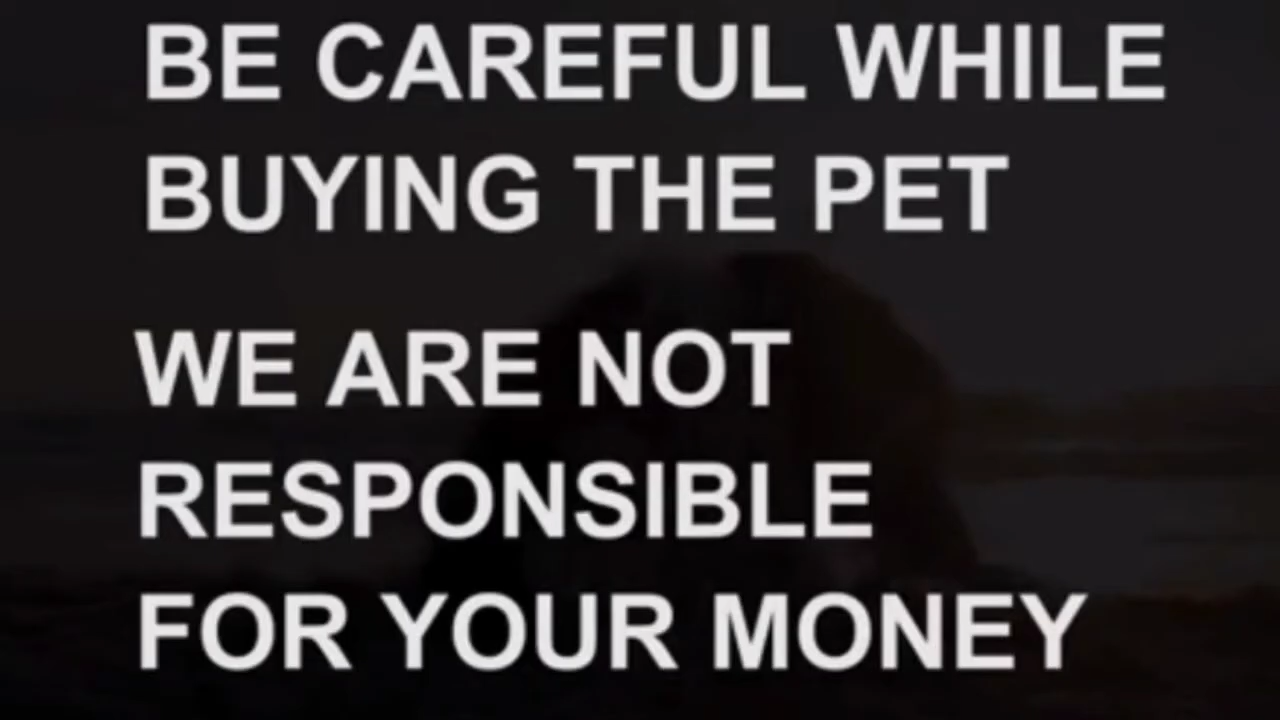 BE CAREFUL WHILE
BUYING THE PET
WE ARE NOT
RESPONSIBLE
FOR YOUR MONEY